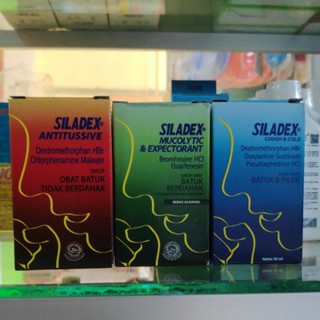 SILADEX®
ANTITUSSIVE
Dextromethorphan HBr
Chlorphenamine Maleate
SIRUP
OBAT BATUK
TIDAK BERDAHAK
SILADEX®
MUCOLYTIC
& EXPECTORANT
Bromhexine HCl
Guaifenesin
BATUK
BERDAHAK
BEBAS ALKOHOL
SILADEX®
COUGH & COLD
Dextromethorphan HBr
Doxylamine Succinate
Pseudoephedrine HCl
BATUK & PILEK